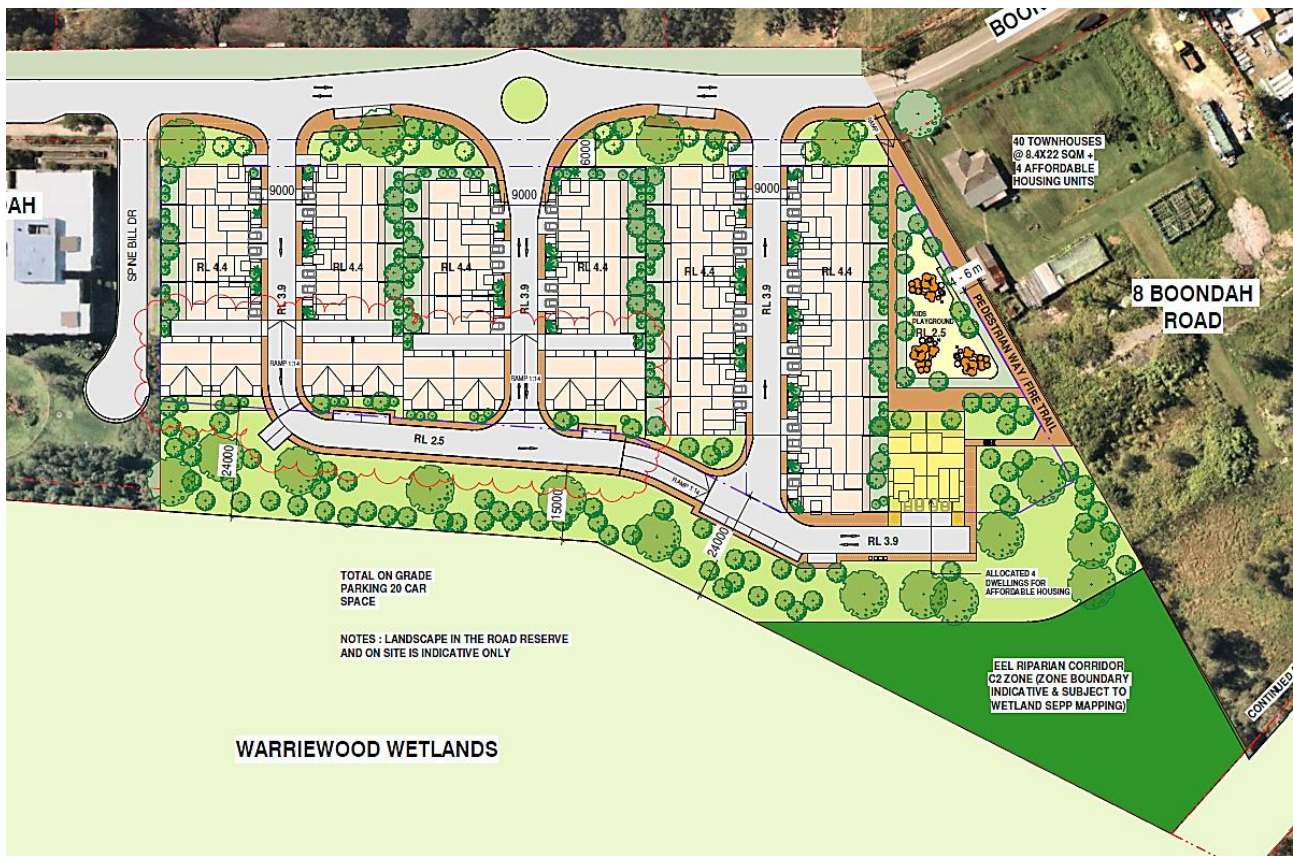 BOON
DAH
SPINE BILL DR
RAMP
40 TOWNHOUSES
@ 8.4X22 SQM +
4 AFFORDABLE
HOUSING UNITS
6000
9000
9000
9000
RL 4.4
RL 4.4
RL 4.4
RL 4.4
RL 4.4
RL 4.4
RL 3.9
RL 3.9
RL 3.9
4 - 6 m
8 BOONDAH
ROAD
KIDS
PLAYGROUND
RL 2.5
PEDESTRIAN WAY / FIRE TRAIL
RAMP 1:14
RAMP 1:14
RL 2.5
24000
15000
RAMP 1:14
24000
RL 3.9
TOTAL ON GRADE
PARKING 20 CAR
SPACE
NOTES : LANDSCAPE IN THE ROAD RESERVE
AND ON SITE IS INDICATIVE ONLY
ALLOCATED 4
DWELLINGS FOR
AFFORDABLE HOUSING
EEL RIPARIAN CORRIDOR
C2 ZONE (ZONE BOUNDARY
INDICATIVE & SUBJECT TO
WETLAND SEPP MAPPING)
CONTINUED
WARRIEWOOD WETLANDS